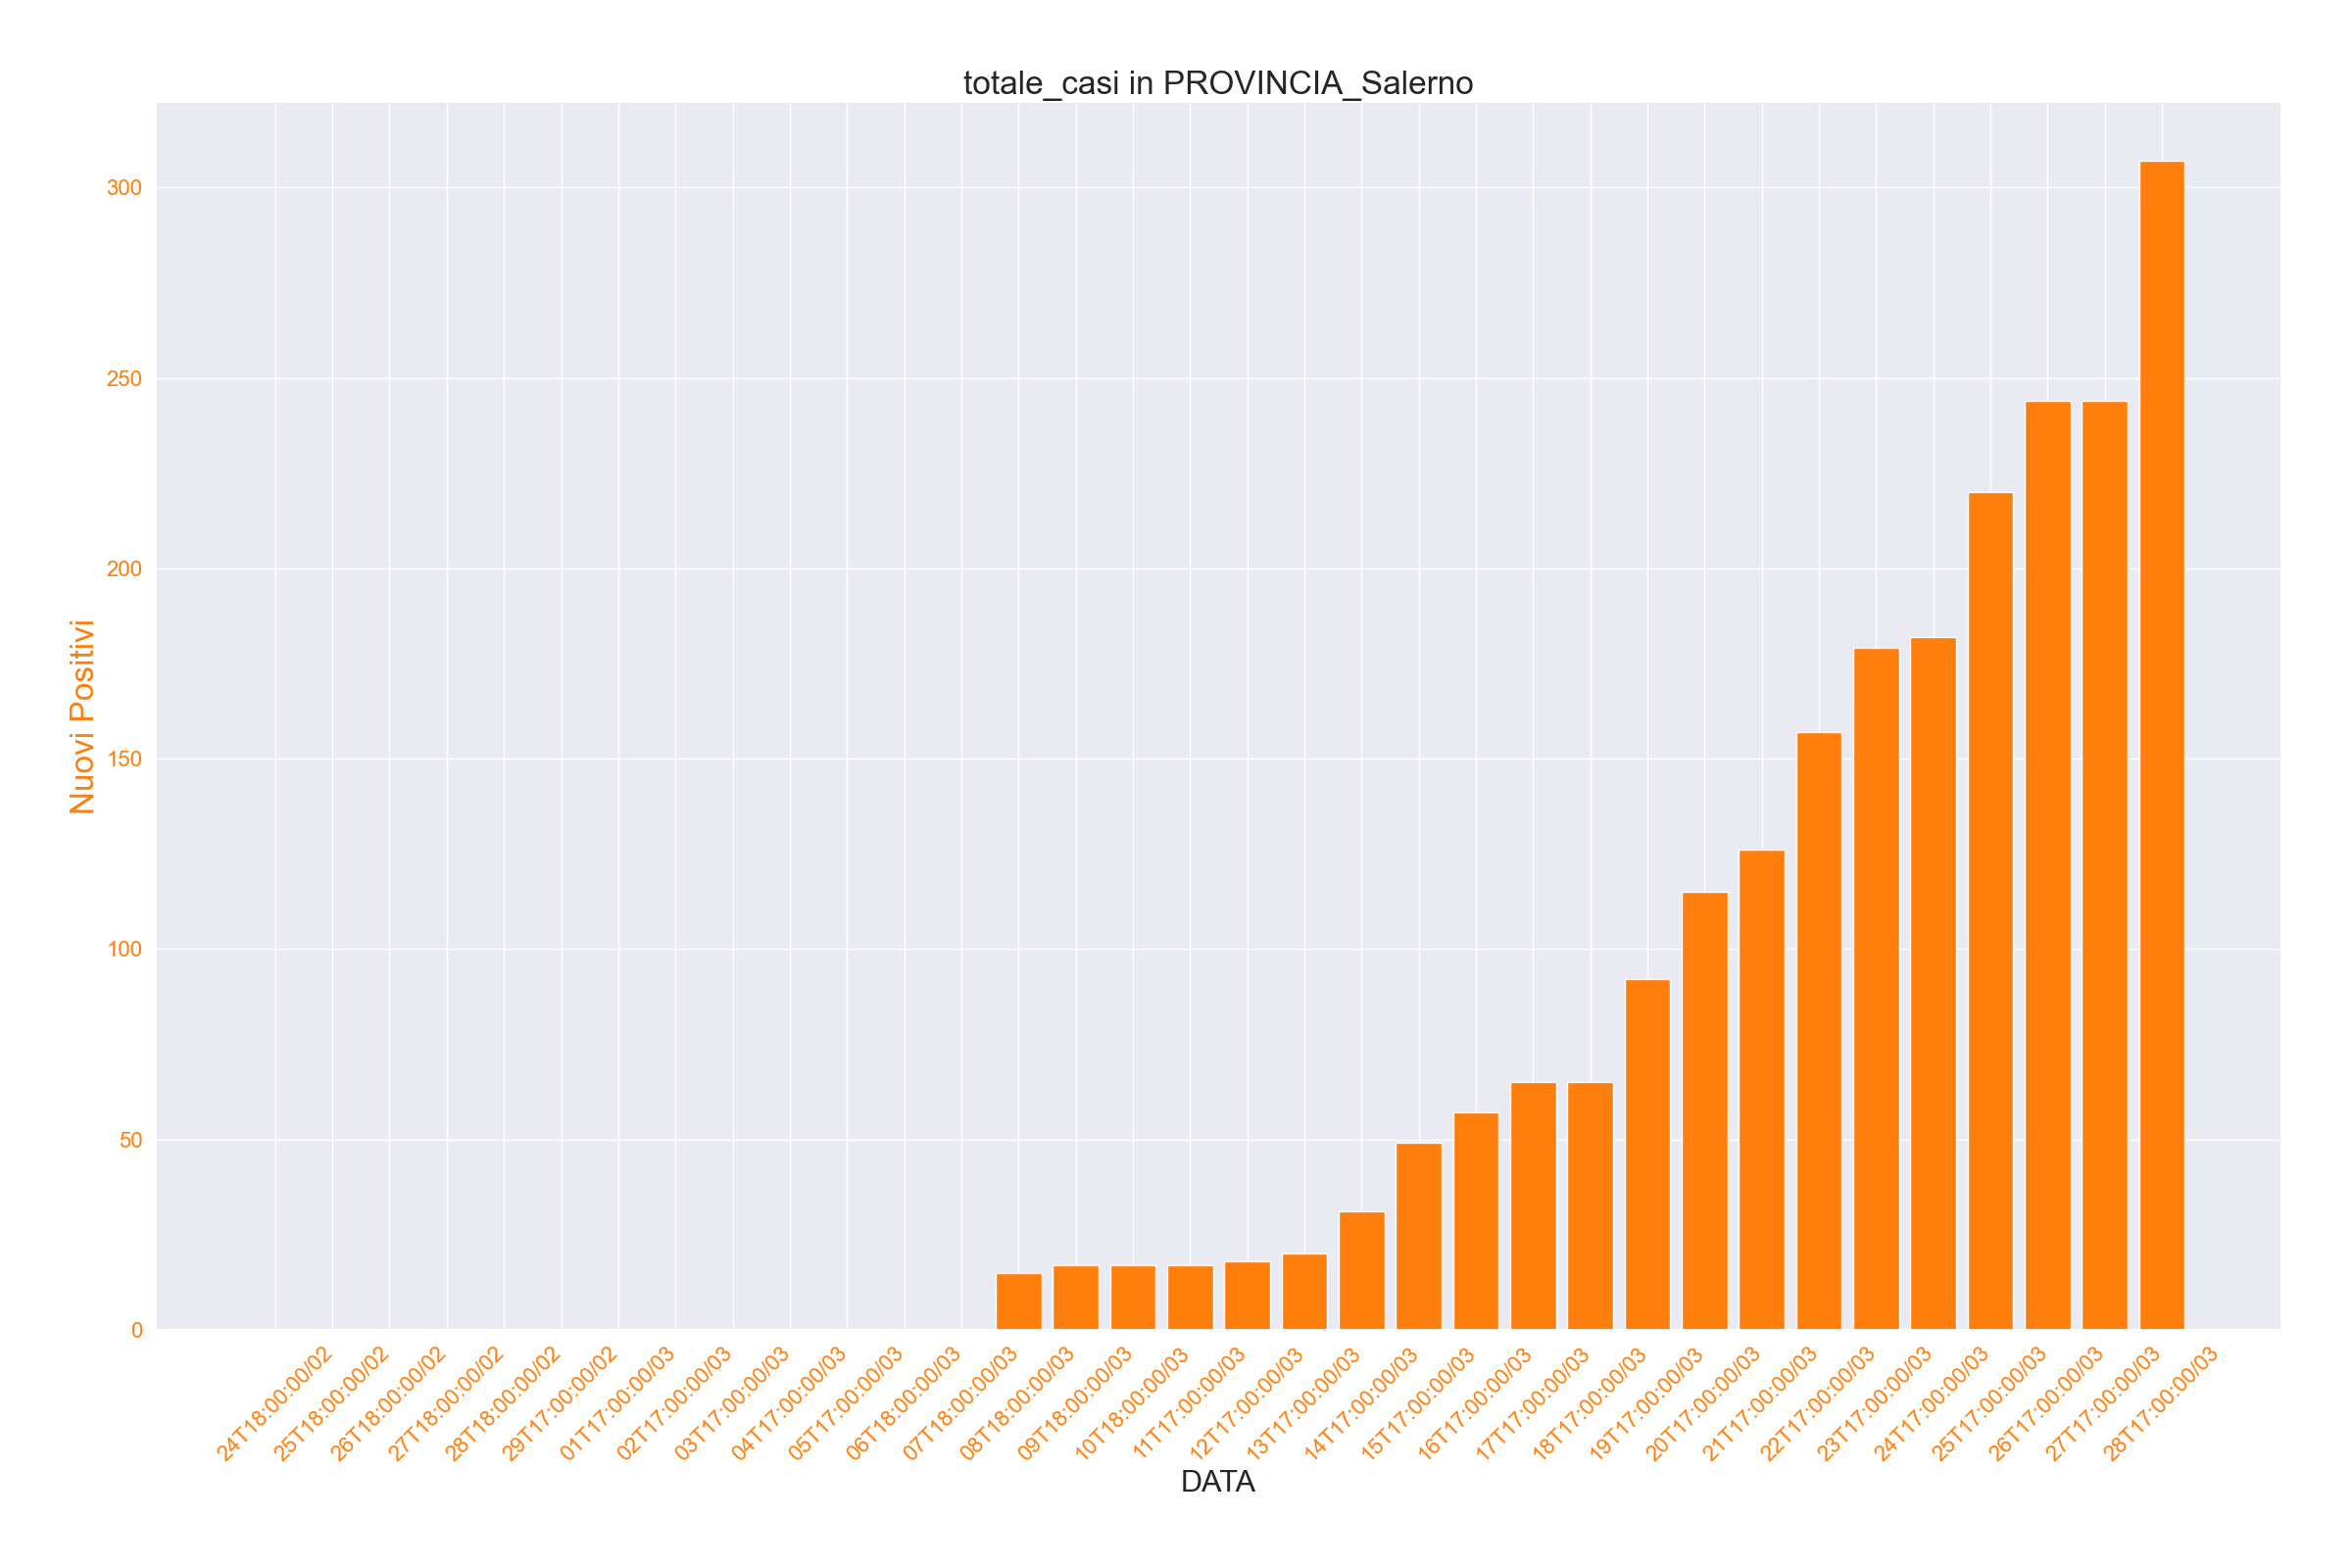 totale_casi in PROVINCIA_Salerno
Nuovi Positivi
300
250
200
150
100
50
0
24T18:00:00/02
25T18:00:00/02
26T18:00:00/02
27T18:00:00/02
28T18:00:00/02
29T17:00:00/02
01T17:00:00/03
02T17:00:00/03
03T17:00:00/03
04T17:00:00/03
05T17:00:00/03
06T18:00:00/03
07T18:00:00/03
08T18:00:00/03
09T18:00:00/03
10T18:00:00/03
11T17:00:00/03
12T17:00:00/03
13T17:00:00/03
14T17:00:00/03
15T17:00:00/03
16T17:00:00/03
17T17:00:00/03
18T17:00:00/03
19T17:00:00/03
20T17:00:00/03
21T17:00:00/03
22T17:00:00/03
23T17:00:00/03
24T17:00:00/03
25T17:00:00/03
26T17:00:00/03
27T17:00:00/03
28T17:00:00/03
DATA